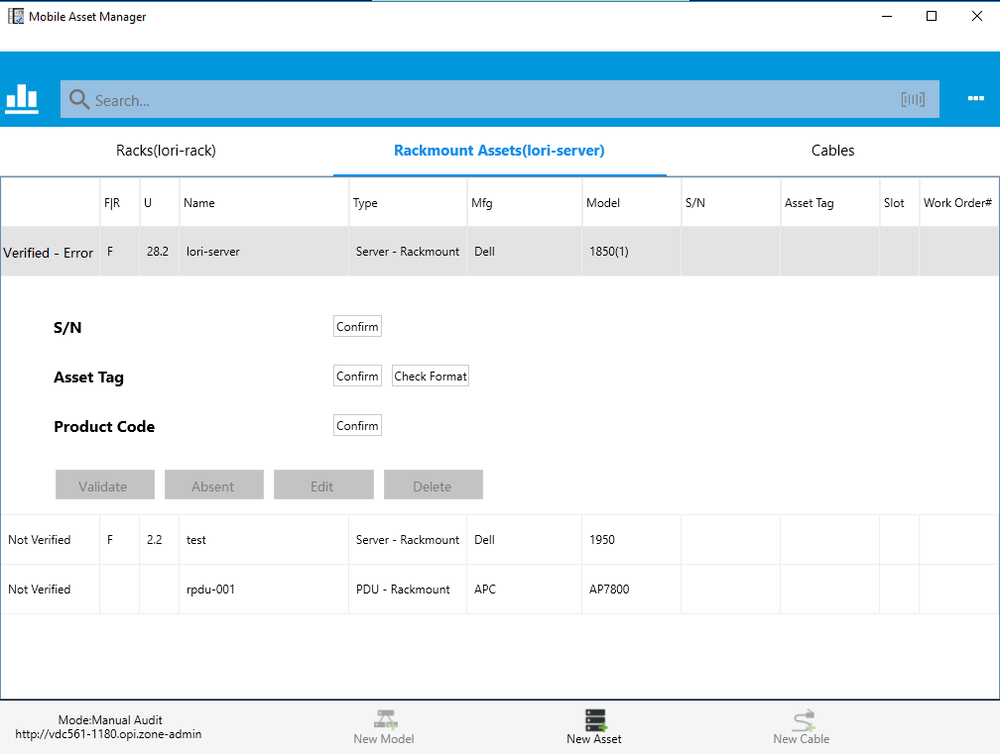 Mobile Asset Manager
Search...
Racks(lori-rack) Rackmount Assets(lori-server) Cables
F|R U Name Type Mfg Model S/N Asset Tag Slot Work Order#
Verified - Error F 28.2 lori-server Server - Rackmount Dell 1850(1)
S/N Confirm
Asset Tag Confirm Check Format
Product Code Confirm
Validate Absent Edit Delete
Not Verified F 2.2 test Server - Rackmount Dell 1950
Not Verified rpdu-001 PDU - Rackmount APC AP7800
Mode:Manual Audit
http://vdc561-1180.opi.zone-admin
New Model New Asset New Cable